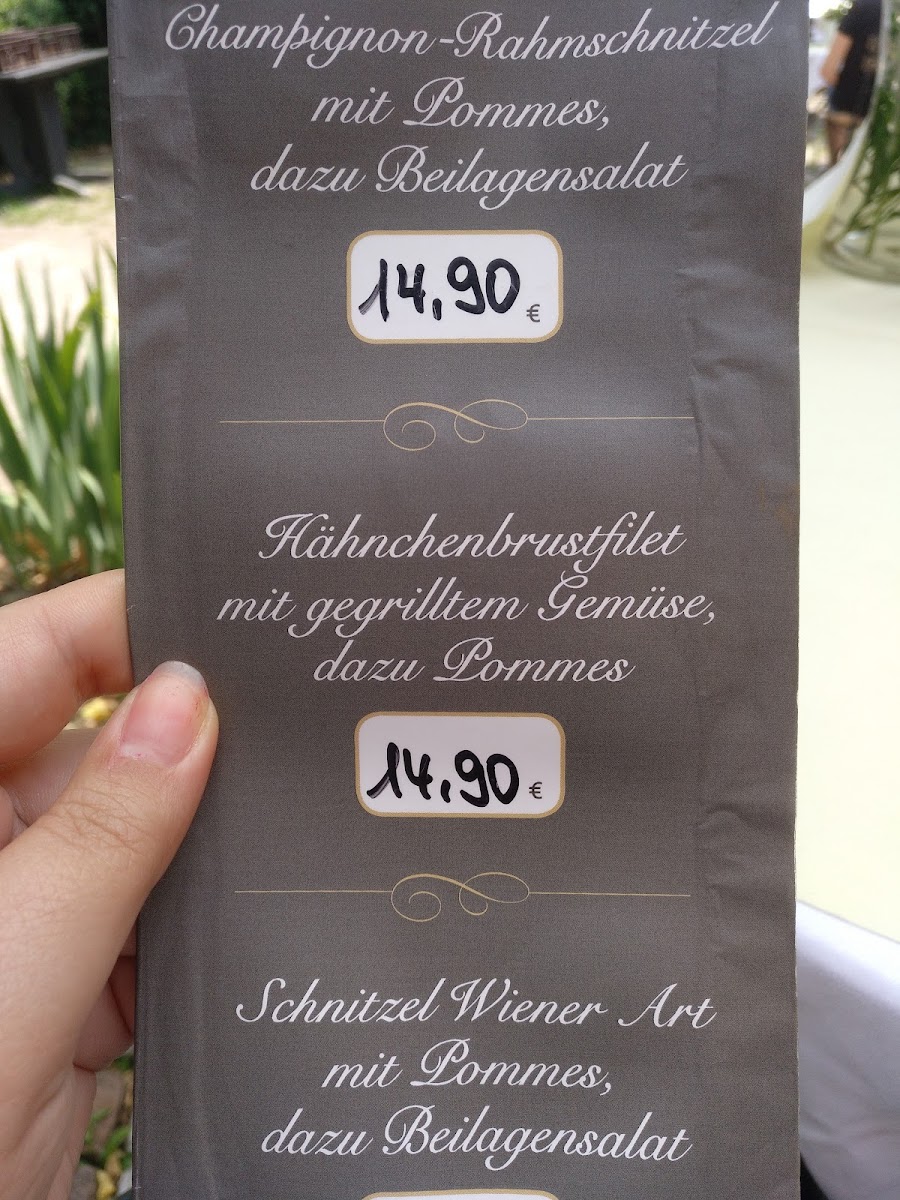 Champignon-Rahmschnitzel
mit Pommes,
dazu Beilagensalat
14,90 €
Hähnchenbrustfilet
mit gegrilltem Gemüse,
dazu Pommes
14,90 €
Schnitzel Wiener Art
mit Pommes,
dazu Beilagensalat